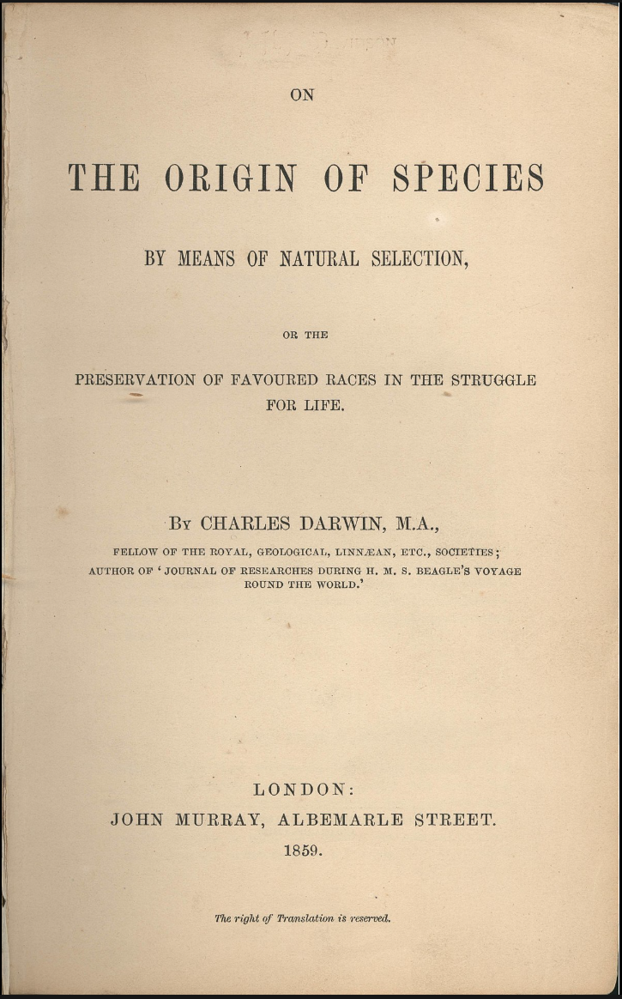 ON
THE ORIGIN OF SPECIES
BY MEANS OF NATURAL SELECTION,
OR THE
PRESERVATION OF FAVOURED RACES IN THE STRUGGLE
FOR LIFE.
BY CHARLES DARWIN, M.A.,
FELLOW OF THE ROYAL, GEOLOGICAL, LINNÆAN, ETC., SOCIETIES;
AUTHOR OF ‘JOURNAL OF RESEARCHES DURING H. M. S. BEAGLE’S VOYAGE
ROUND THE WORLD.’
LONDON:
JOHN MURRAY, ALBEMARLE STREET.
1859.
The right of Translation is reserved.